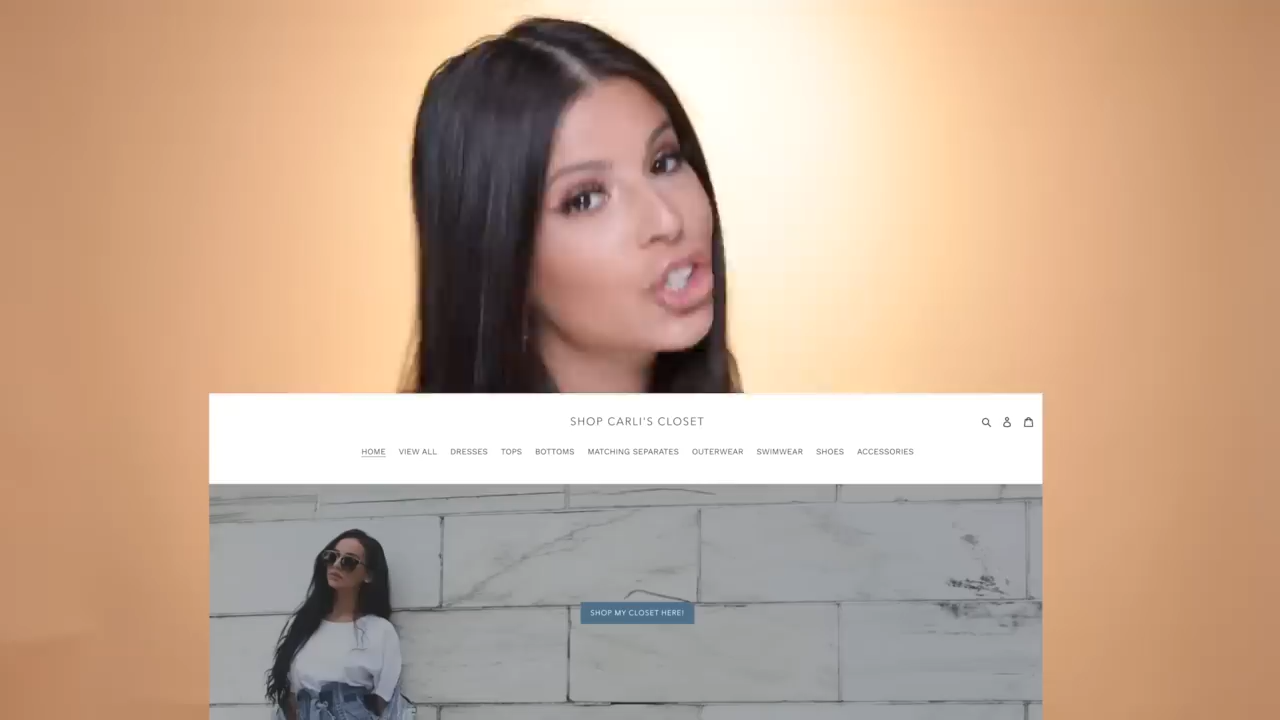 SHOP CARLI'S CLOSET
HOME VIEW ALL DRESSES TOPS BOTTOMS MATCHING SEPARATES OUTERWEAR SWIMWEAR SHOES ACCESSORIES
SHOP MY CLOSET HERE!